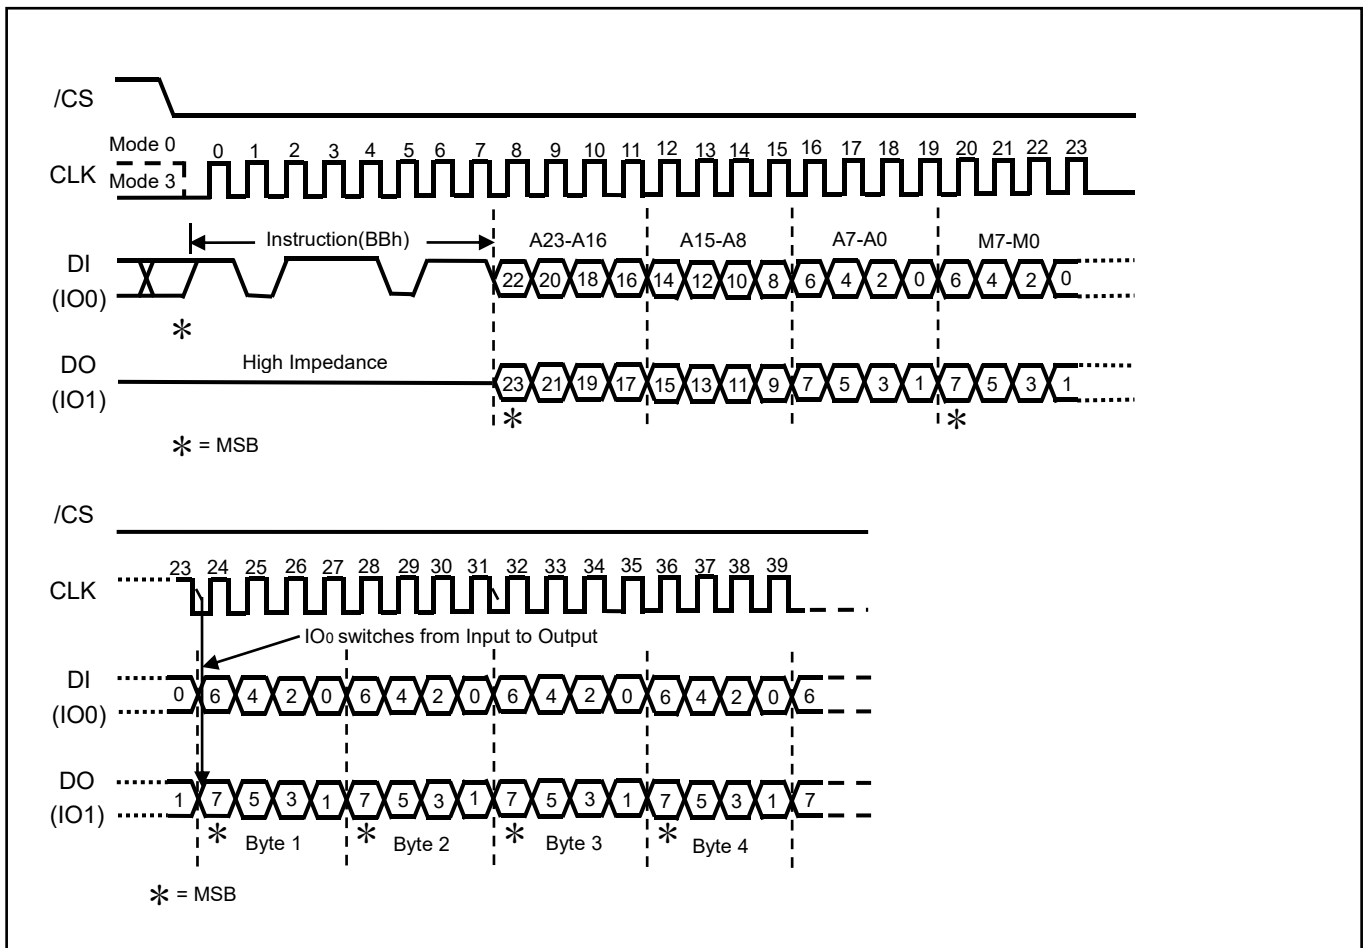 /CS
Mode 0
CLK
Mode 3
0 1 2 3 4 5 6 7 8 9 10 11 12 13 14 15 16 17 18 19 20 21 22 23
Instruction(BBh) A23-A16 A15-A8 A7-A0 M7-M0
DI
(IO0)
22 20 18 16 14 12 10 8 6 4 2 0 6 4 2 0
*
High Impedance
DO
(IO1)
23 21 19 17 15 13 11 9 7 5 3 1 7 5 3 1
* *
* = MSB
/CS
CLK
23 24 25 26 27 28 29 30 31 32 33 34 35 36 37 38 39
IO0 switches from Input to Output
DI
(IO0)
0 6 4 2 0 6 4 2 0 6 4 2 0 6 4 2 0 6
DO
(IO1)
1 7 5 3 1 7 5 3 1 7 5 3 1 7 5 3 1 7
* Byte 1 * Byte 2 * Byte 3 * Byte 4
* = MSB